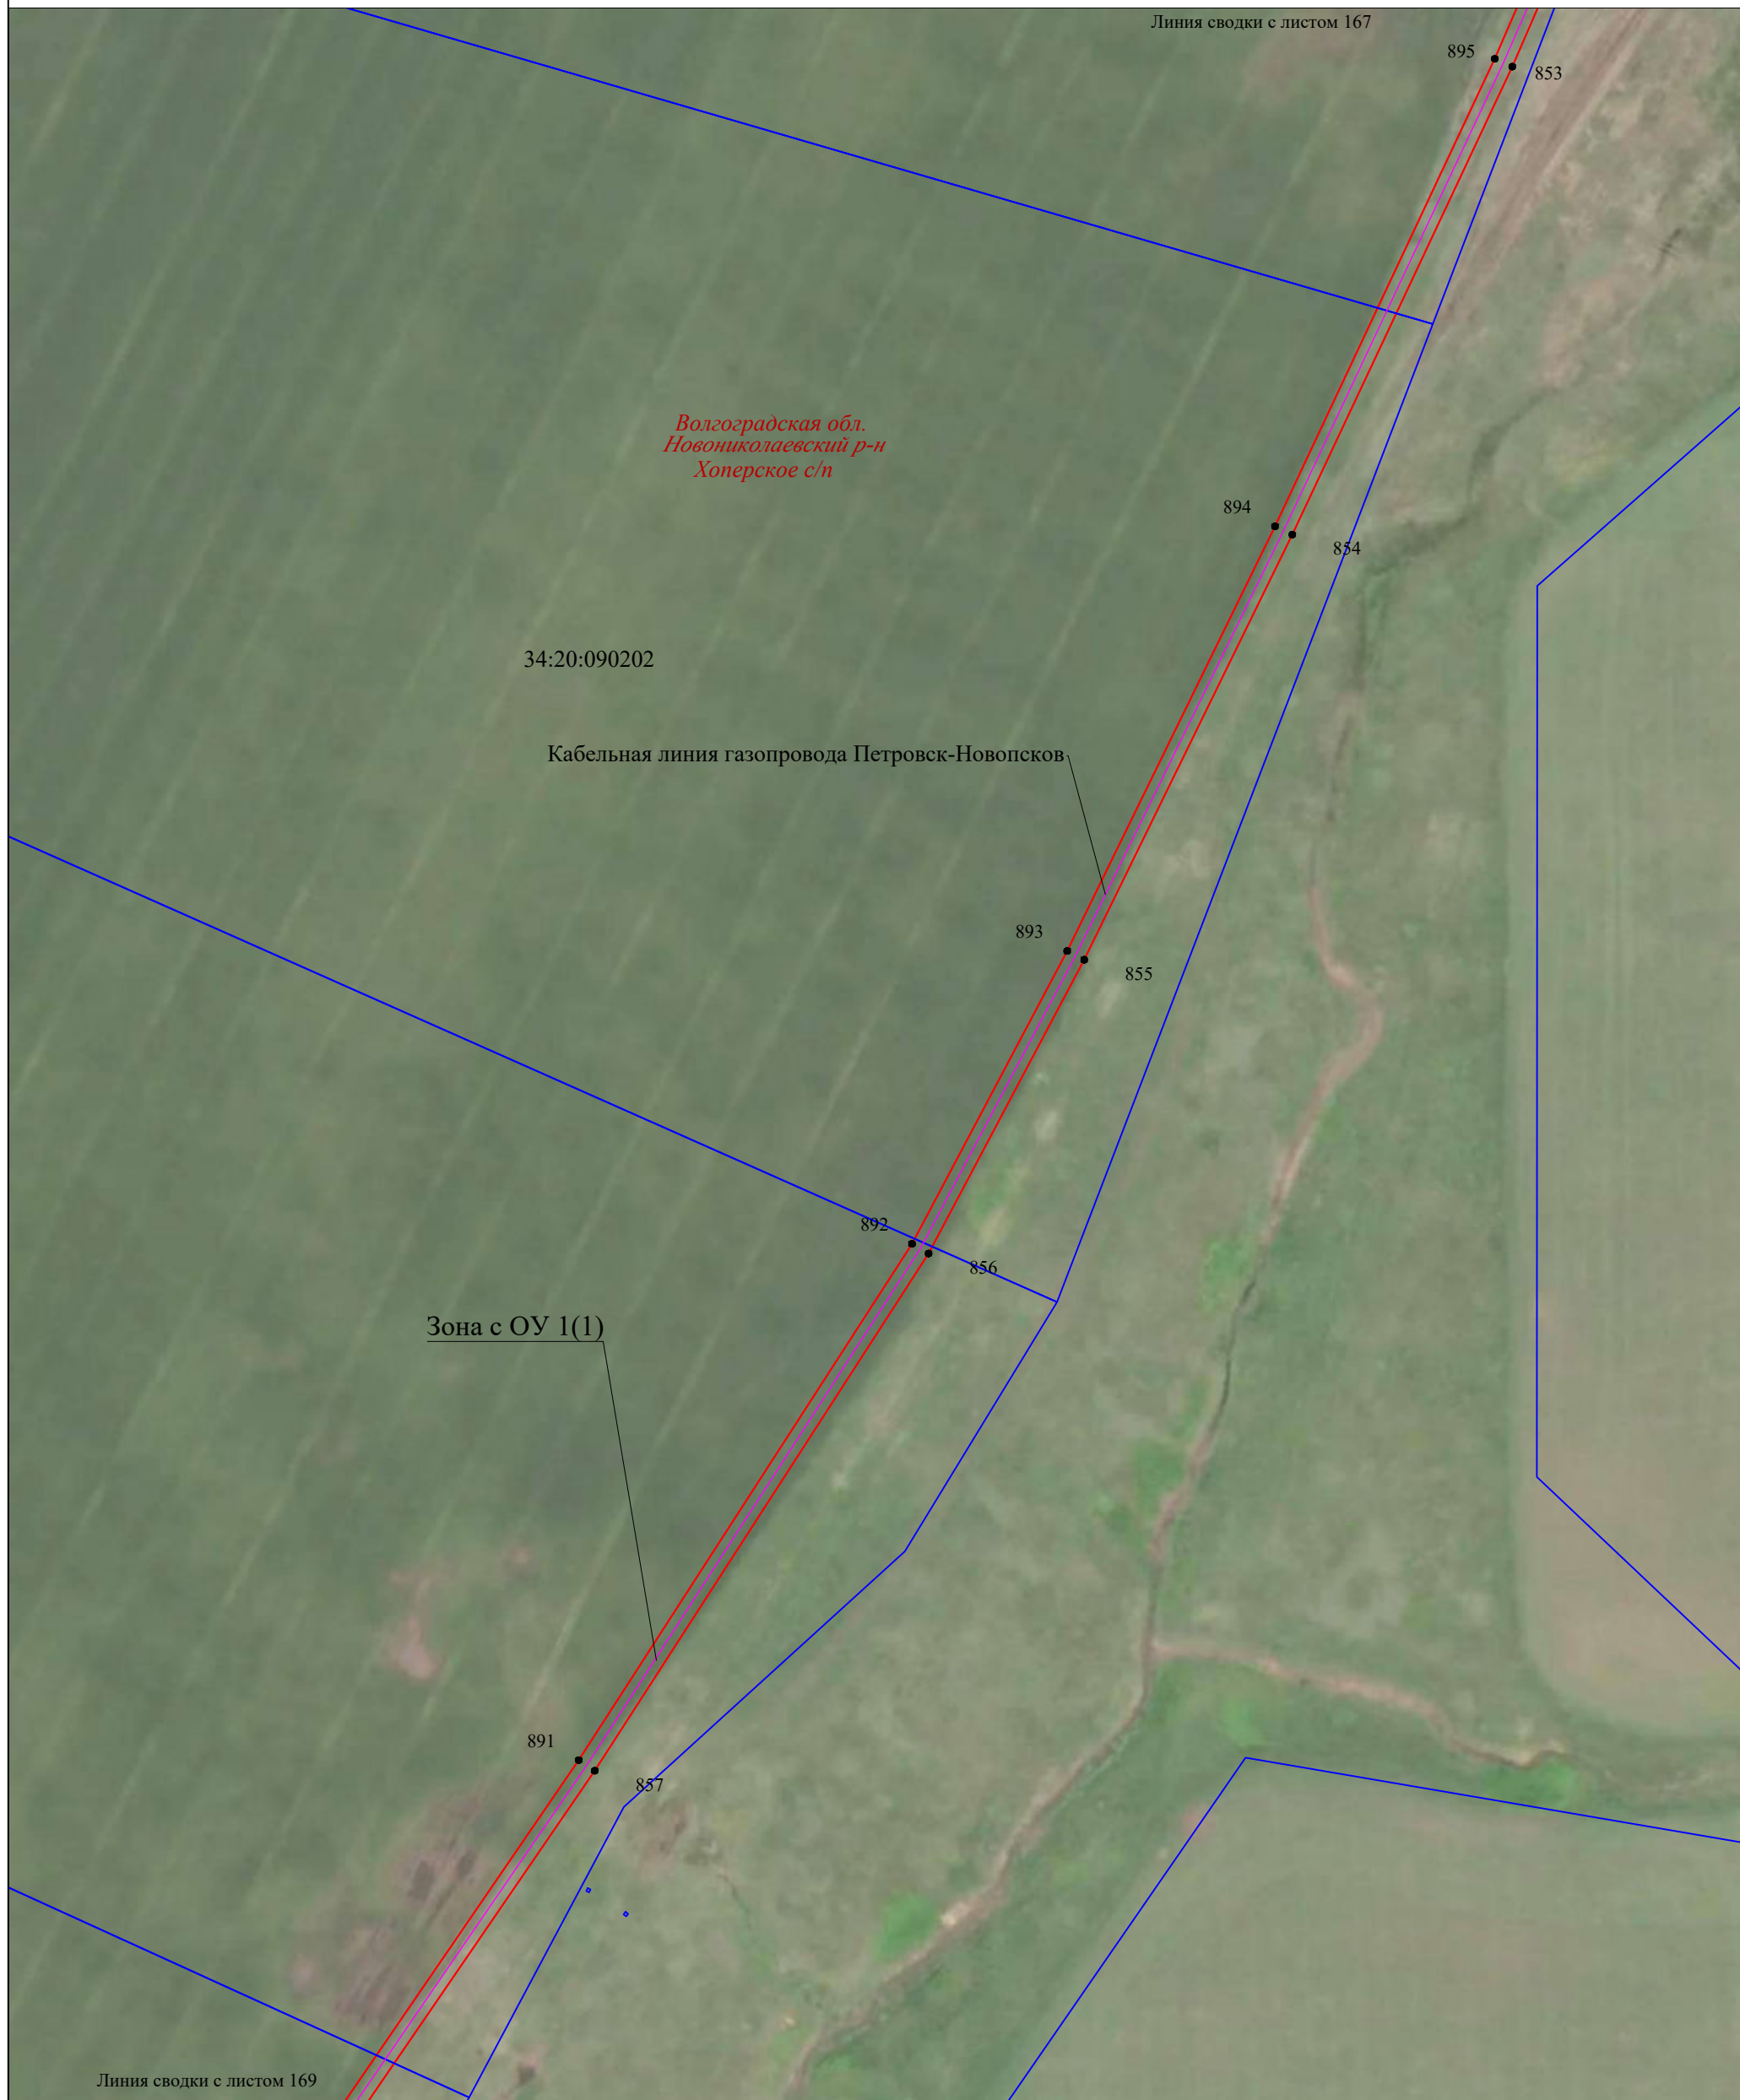 Линия сводки с листом 167
895
853
Волгоградская обл.
Новониколаевский р-н
Хоперское с/п
894
854
34:20:090202
Кабельная линия газопровода Петровск-Новопсков
893
855
892
856
Зона с ОУ 1(1)
891
857
Линия сводки с листом 169